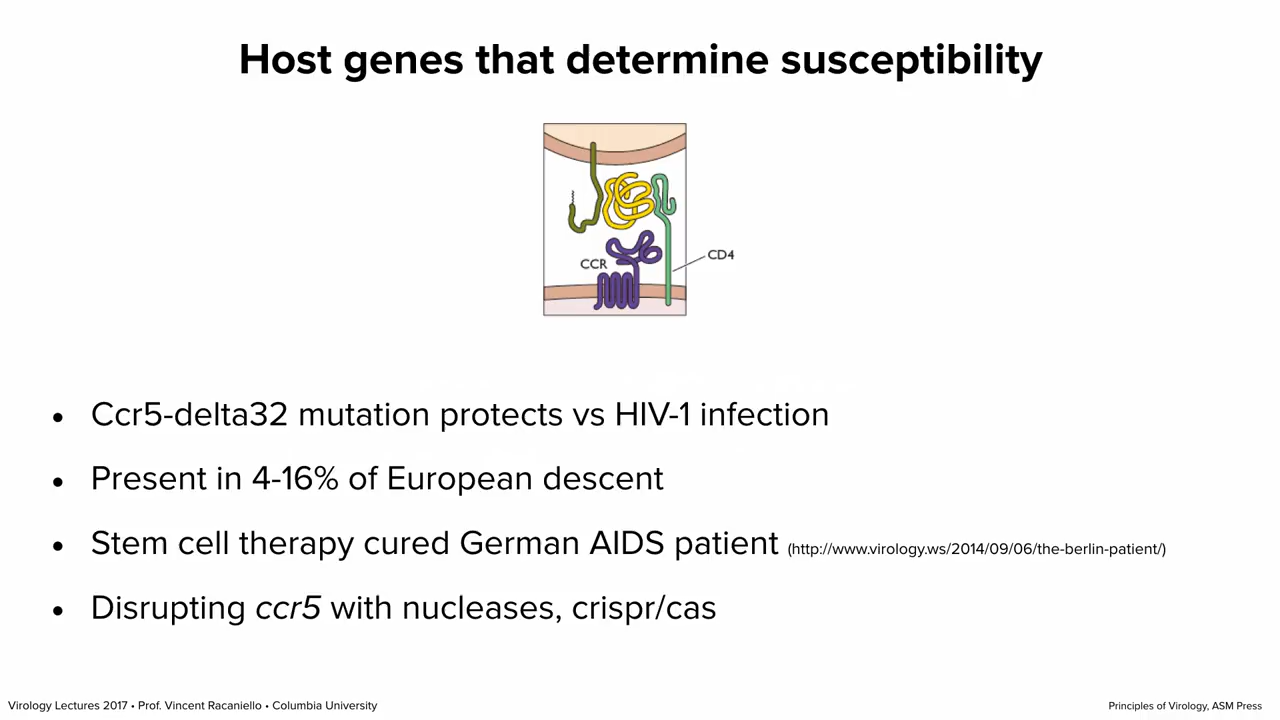 Host genes that determine susceptibility
CCR
CD4
• Ccr5-delta32 mutation protects vs HIV-1 infection
• Present in 4-16% of European descent
• Stem cell therapy cured German AIDS patient (http://www.virology.ws/2014/09/06/the-berlin-patient/)
• Disrupting ccr5 with nucleases, crispr/cas
Virology Lectures 2017 • Prof. Vincent Racaniello • Columbia University
Principles of Virology, ASM Press